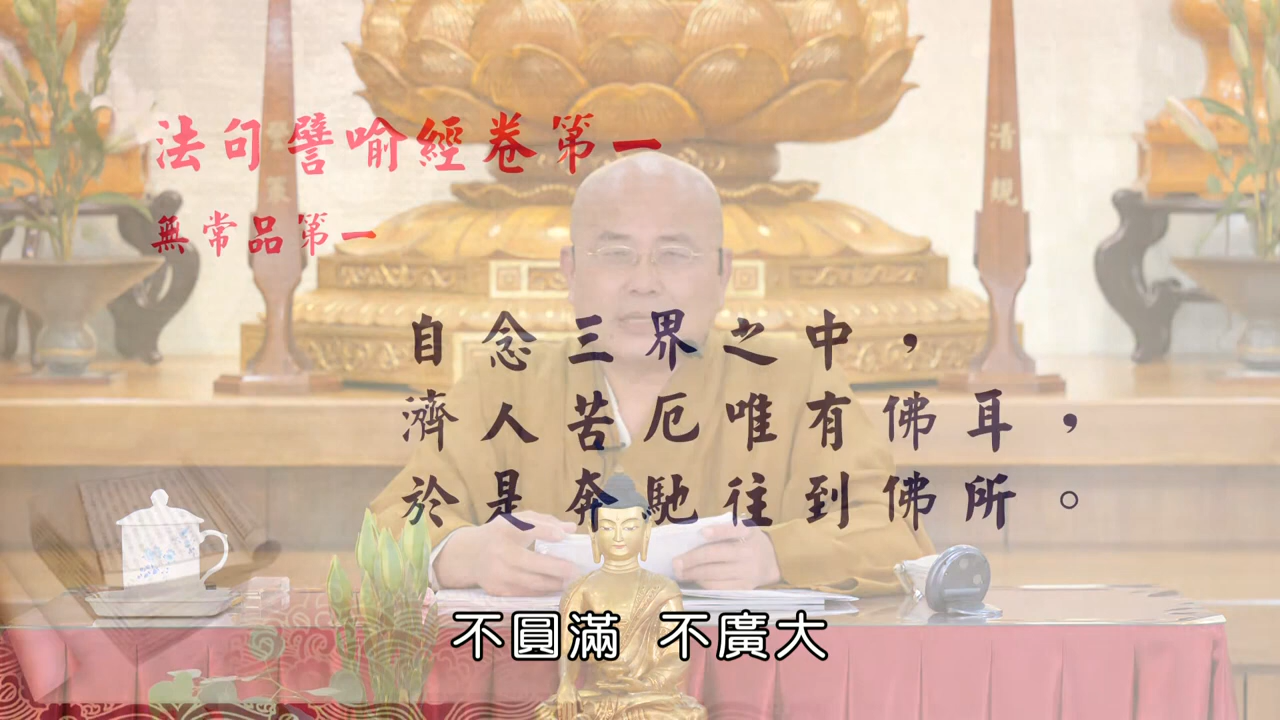 法句譬喻經卷第一
無常品第一
清規
自念三界之中，
濟人苦厄唯有佛耳，
於是奔馳往到佛所。
不圓滿 不廣大